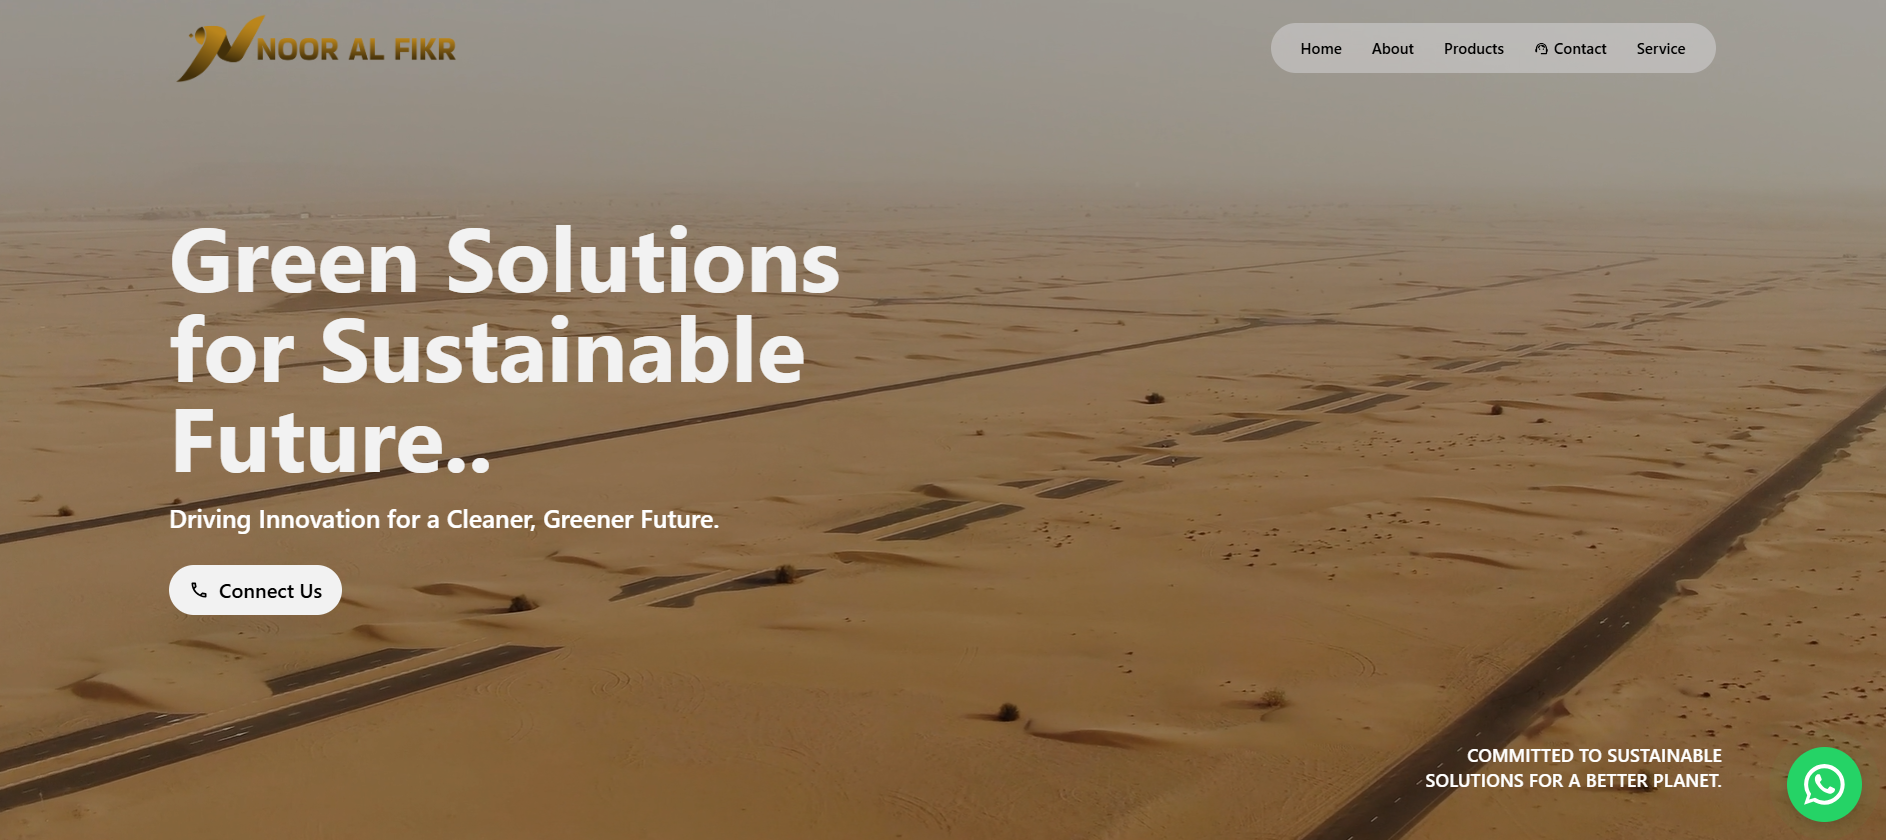 NOOR AL FIKR
Home About Products Contact Service
Green Solutions
for Sustainable
Future..
Driving Innovation for a Cleaner, Greener Future.
Connect Us
COMMITTED TO SUSTAINABLE
SOLUTIONS FOR A BETTER PLANET.